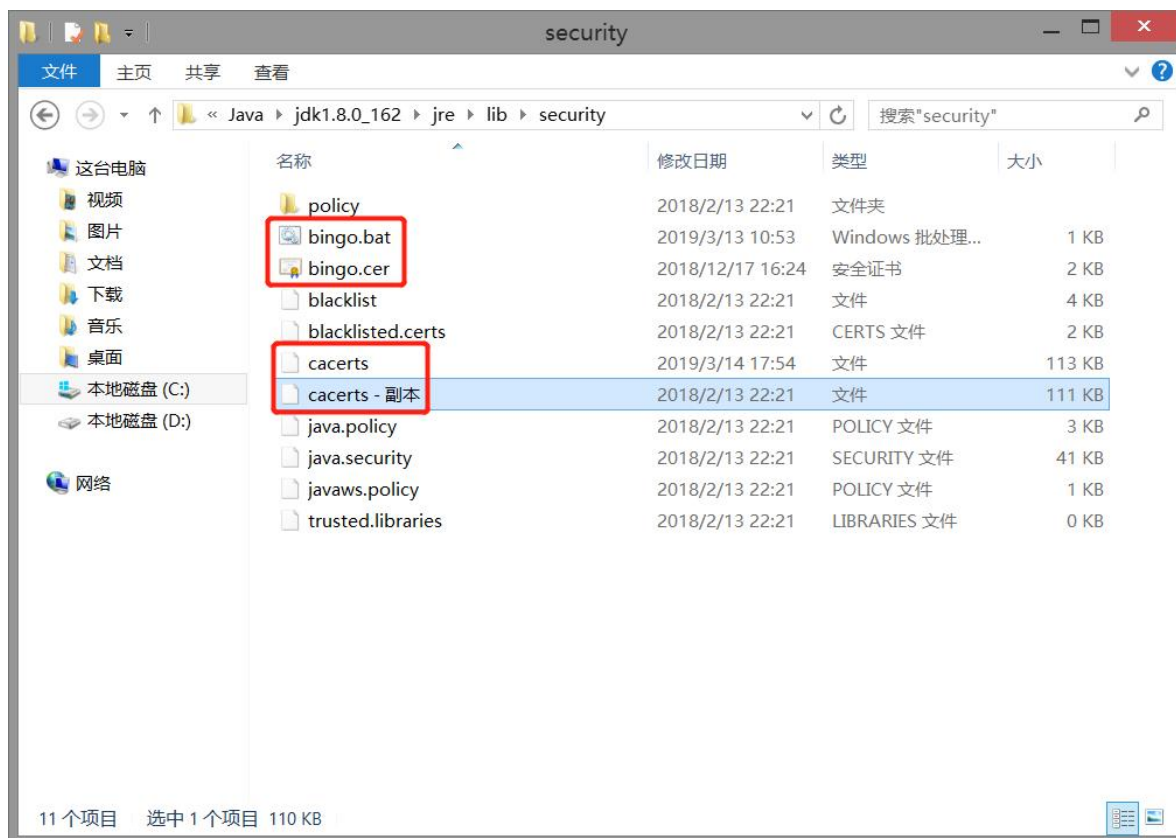 security
文件 主页 共享 查看
« Java jdk1.8.0_162 jre lib security 搜索"security"
名称 修改日期 类型 大小
这台电脑
视频
图片
文档
下载
音乐
桌面
本地磁盘 (C:)
本地磁盘 (D:)
网络
policy 2018/2/13 22:21 文件夹
bingo.bat 2019/3/13 10:53 Windows 批处理... 1 KB
bingo.cer 2018/12/17 16:24 安全证书 2 KB
blacklist 2018/2/13 22:21 文件 4 KB
blacklisted.certs 2018/2/13 22:21 CERTS 文件 2 KB
cacerts 2019/3/14 17:54 文件 113 KB
cacerts - 副本 2018/2/13 22:21 文件 111 KB
java.policy 2018/2/13 22:21 POLICY 文件 3 KB
java.security 2018/2/13 22:21 SECURITY 文件 41 KB
javaws.policy 2018/2/13 22:21 POLICY 文件 1 KB
trusted.libraries 2018/2/13 22:21 LIBRARIES 文件 0 KB
11 个项目 选中 1 个项目 110 KB